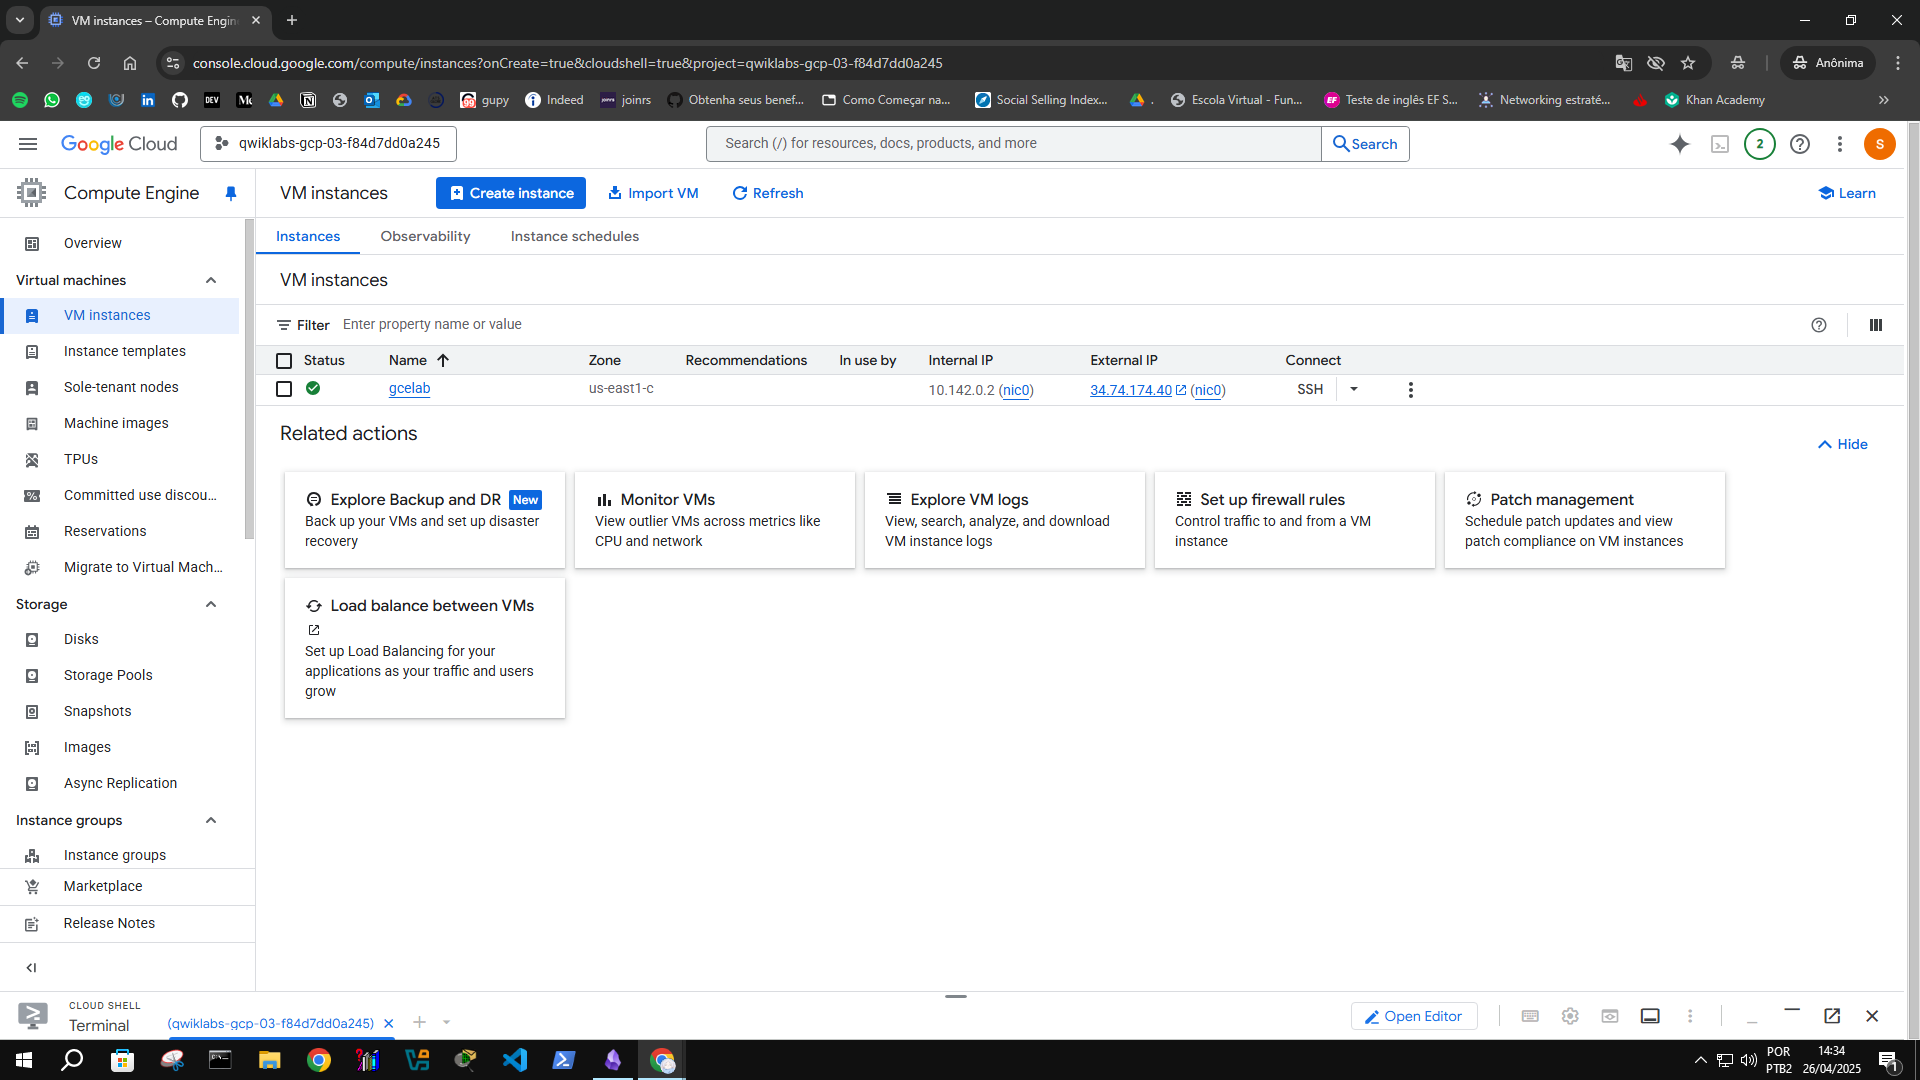 VM instances – Compute Engin
console.cloud.google.com/compute/instances?onCreate=true&cloudshell=true&project=qwiklabs-gcp-03-f84d7dd0a245
Anônima
gupy
Indeed
joinrs
Obtenha seus benef...
Como Começar na...
Social Selling Index...
.
Escola Virtual - Fun...
Teste de inglês EF S...
Networking estraté...
Khan Academy
Google Cloud
qwiklabs-gcp-03-f84d7dd0a245
Search (/) for resources, docs, products, and more
Search
2
S
Compute Engine
VM instances
Create instance
Import VM
Refresh
Learn
Overview
Virtual machines
VM instances
Instance templates
Sole-tenant nodes
Machine images
TPUs
Committed use discou...
Reservations
Migrate to Virtual Mach...
Storage
Disks
Storage Pools
Snapshots
Images
Async Replication
Instance groups
Instance groups
Marketplace
Release Notes
Instances Observability Instance schedules
VM instances
Filter Enter property name or value
Status Name Zone Recommendations In use by Internal IP External IP Connect
gcelab us-east1-c 10.142.0.2 (nic0) 34.74.174.40 (nic0) SSH
Related actions
Hide
Explore Backup and DR New
Back up your VMs and set up disaster
recovery
Monitor VMs
View outlier VMs across metrics like
CPU and network
Explore VM logs
View, search, analyze, and download
VM instance logs
Set up firewall rules
Control traffic to and from a VM
instance
Patch management
Schedule patch updates and view
patch compliance on VM instances
Load balance between VMs
Set up Load Balancing for your
applications as your traffic and users
grow
CLOUD SHELL
Terminal
(qwiklabs-gcp-03-f84d7dd0a245)
Open Editor
POR
PTB2
14:34
26/04/2025
1